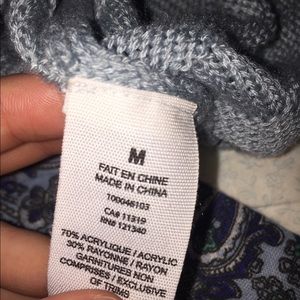 M
FAIT EN CHINE
MADE IN CHINA
100046103
CA# 11319
RN# 121340
70% ACRYLIQUE / ACRYLIC
30% RAYONNE / RAYON
GARNITURES NON
COMPRISES / EXCLUSIVE
OF TRIMS